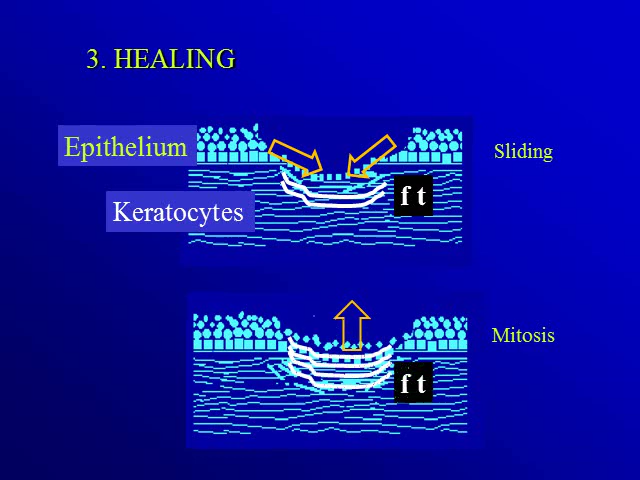 3. HEALING
Epithelium
Sliding
f t
Keratocytes
Mitosis
f t